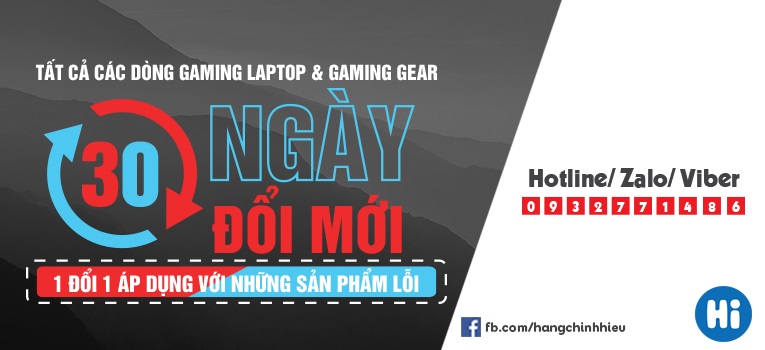 TẤT CẢ CÁC DÒNG GAMING LAPTOP & GAMING GEAR
30
NGÀY
ĐỔI MỚI
1 ĐỔI 1 ÁP DỤNG VỚI NHỮNG SẢN PHẨM LỖI
Hotline/ Zalo/ Viber
0932771486
fb.com/hangchinhhieu
Hi